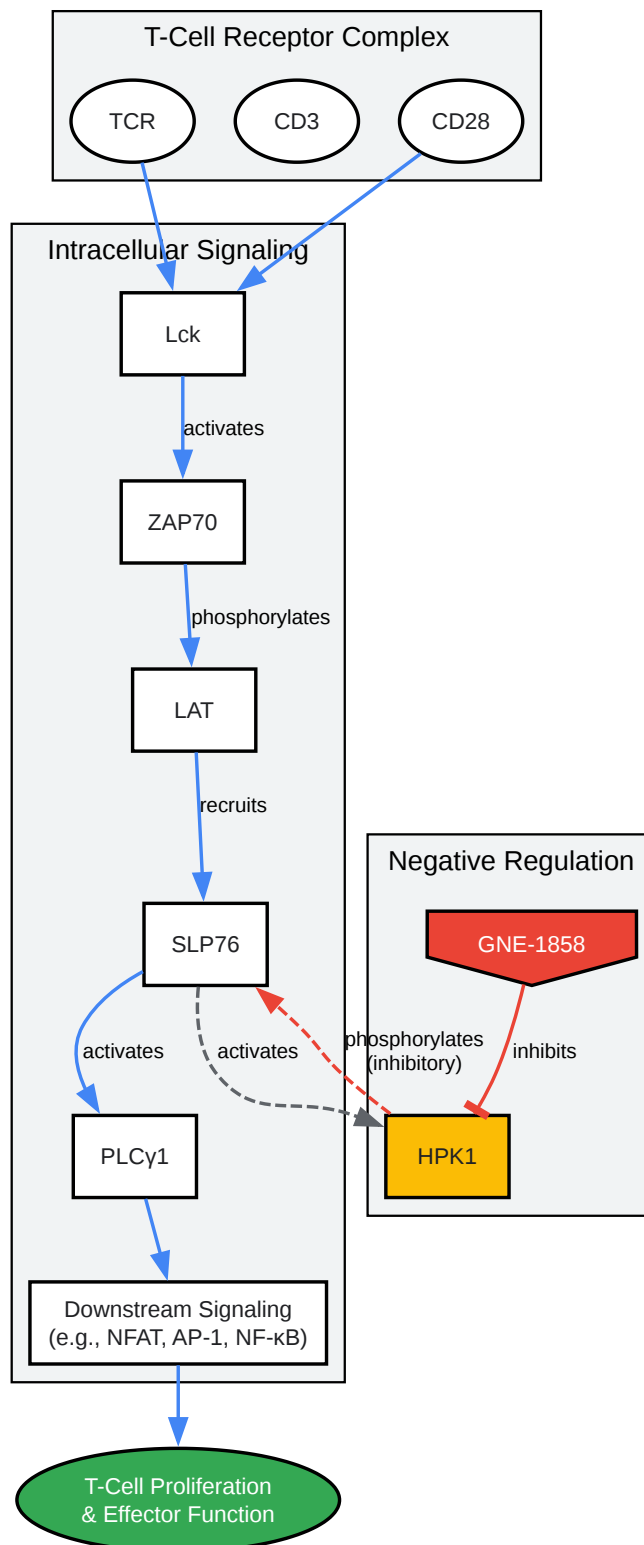 T-Cell Receptor Complex
TCR
CD3
CD28
Intracellular Signaling
Lck
activates
ZAP70
phosphorylates
LAT
recruits
Negative Regulation
SLP76
GNE-1858
activates
activates
phosphorylates
(inhibitory)
inhibits
PLCγ1
HPK1
Downstream Signaling
(e.g., NFAT, AP-1, NF-κB)
T-Cell Proliferation
& Effector Function